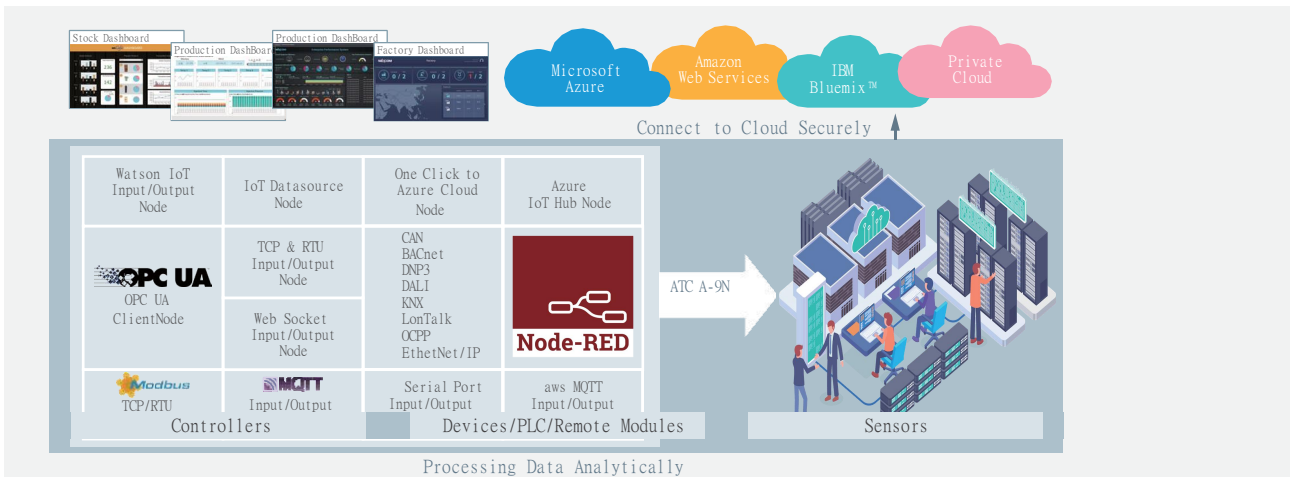 Stock Dashboard
Production DashBoard
Production DashBoard
Factory Dashboard
Microsoft
Azure
Amazon
Web Services
IBM
Bluemix™
Private
Cloud
Connect to Cloud Securely
Watson IoT
Input/Output
Node
IoT Datasource
Node
One Click to
Azure Cloud
Node
Azure
IoT Hub Node
OPC UA
OPC UA
ClientNode
TCP & RTU
Input/Output
Node
Web Socket
Input/Output
Node
CAN
BACnet
DNP3
DALI
KNX
LonTalk
OCPP
EthetNet/IP
Node-RED
ATC A-9N
Modbus
TCP/RTU
MQTT
Input/Output
Serial Port
Input/Output
aws MQTT
Input/Output
Controllers
Devices/PLC/Remote Modules
Sensors
Processing Data Analytically